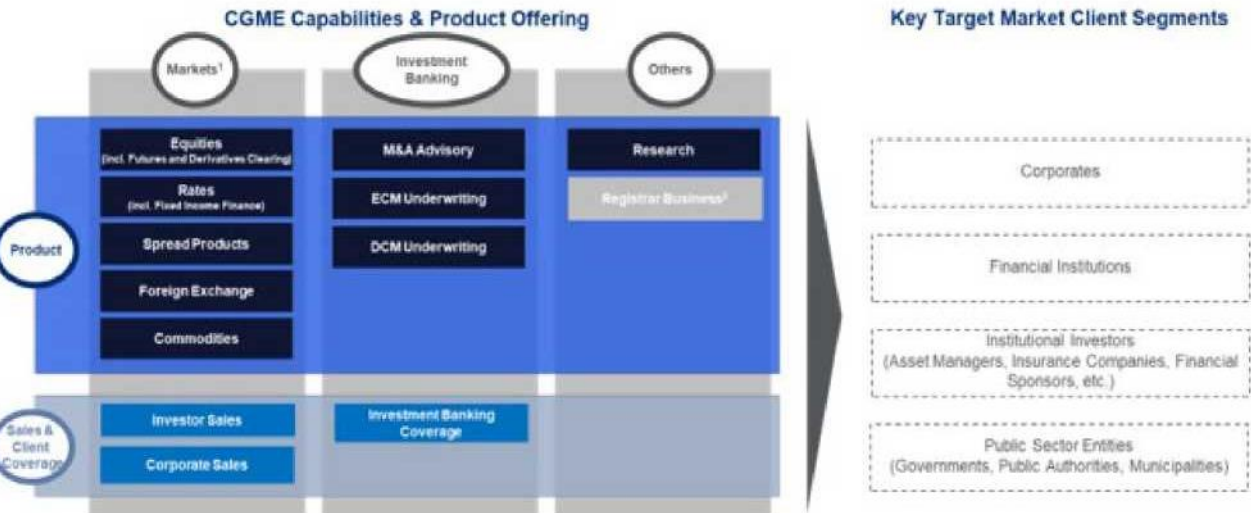 CGME Capabilities & Product Offering
Key Target Market Client Segments
Markets¹
Investment
Banking
Others
Product
Equities
(incl. Futures and Derivatives Clearing)
Rates
(incl. Fixed Income Finance)
Spread Products
Foreign Exchange
Commodities
M&A Advisory
ECM Underwriting
DCM Underwriting
Research
Registrar Business²
Sales &
Client
Coverage
Investor Sales
Corporate Sales
Investment Banking
Coverage
Corporates
Financial Institutions
Institutional Investors
(Asset Managers, Insurance Companies, Financial
Sponsors, etc.)
Public Sector Entities
(Governments, Public Authorities, Municipalities)